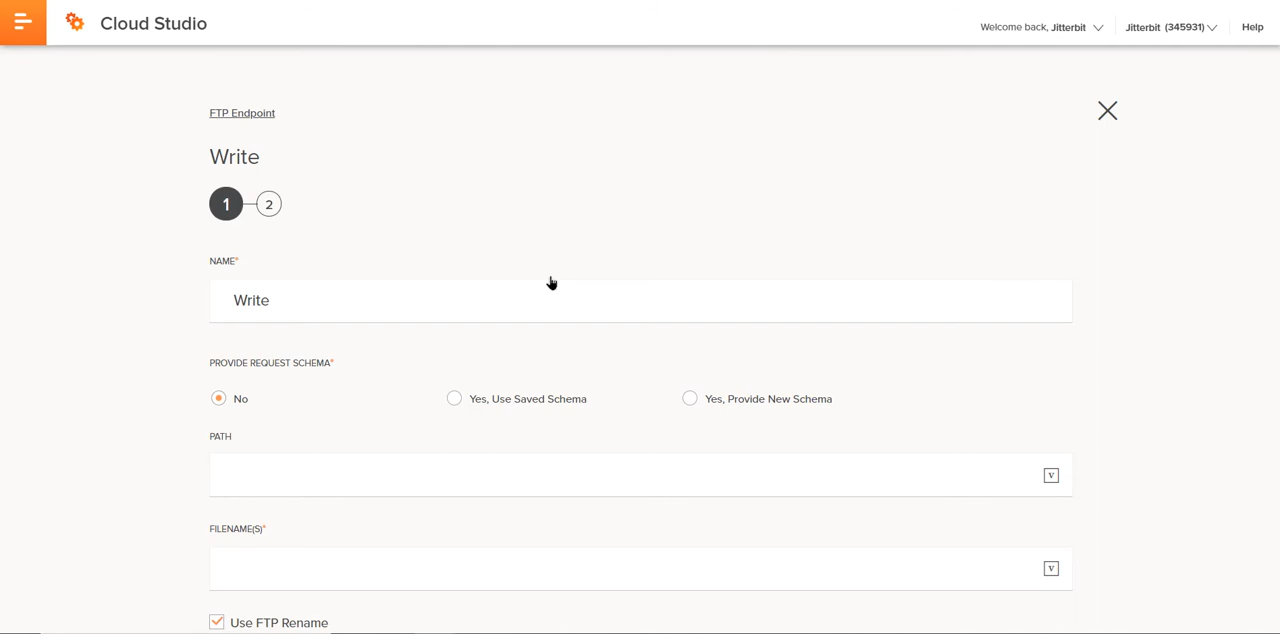 Cloud Studio
Welcome back, Jitterbit
Jitterbit (345931)
Help
FTP Endpoint
Write
1
2
NAME*
Write
PROVIDE REQUEST SCHEMA*
No
Yes, Use Saved Schema
Yes, Provide New Schema
PATH
V
FILENAME(S)*
V
Use FTP Rename